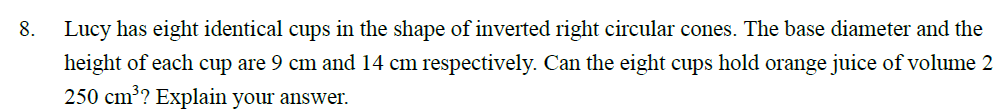 8. Lucy has eight identical cups in the shape of inverted right circular cones. The base diameter and the
height of each cup are 9 cm and 14 cm respectively. Can the eight cups hold orange juice of volume 2
250 cm³? Explain your answer.